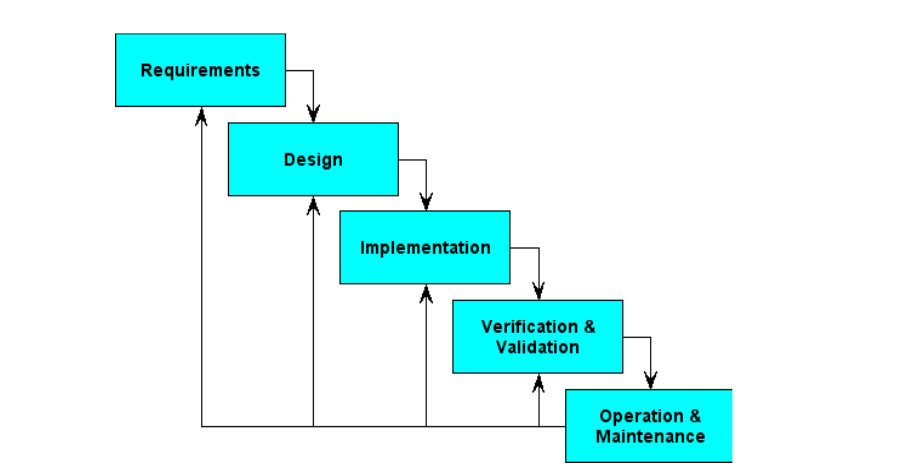 Requirements
Design
Implementation
Verification &
Validation
Operation &
Maintenance